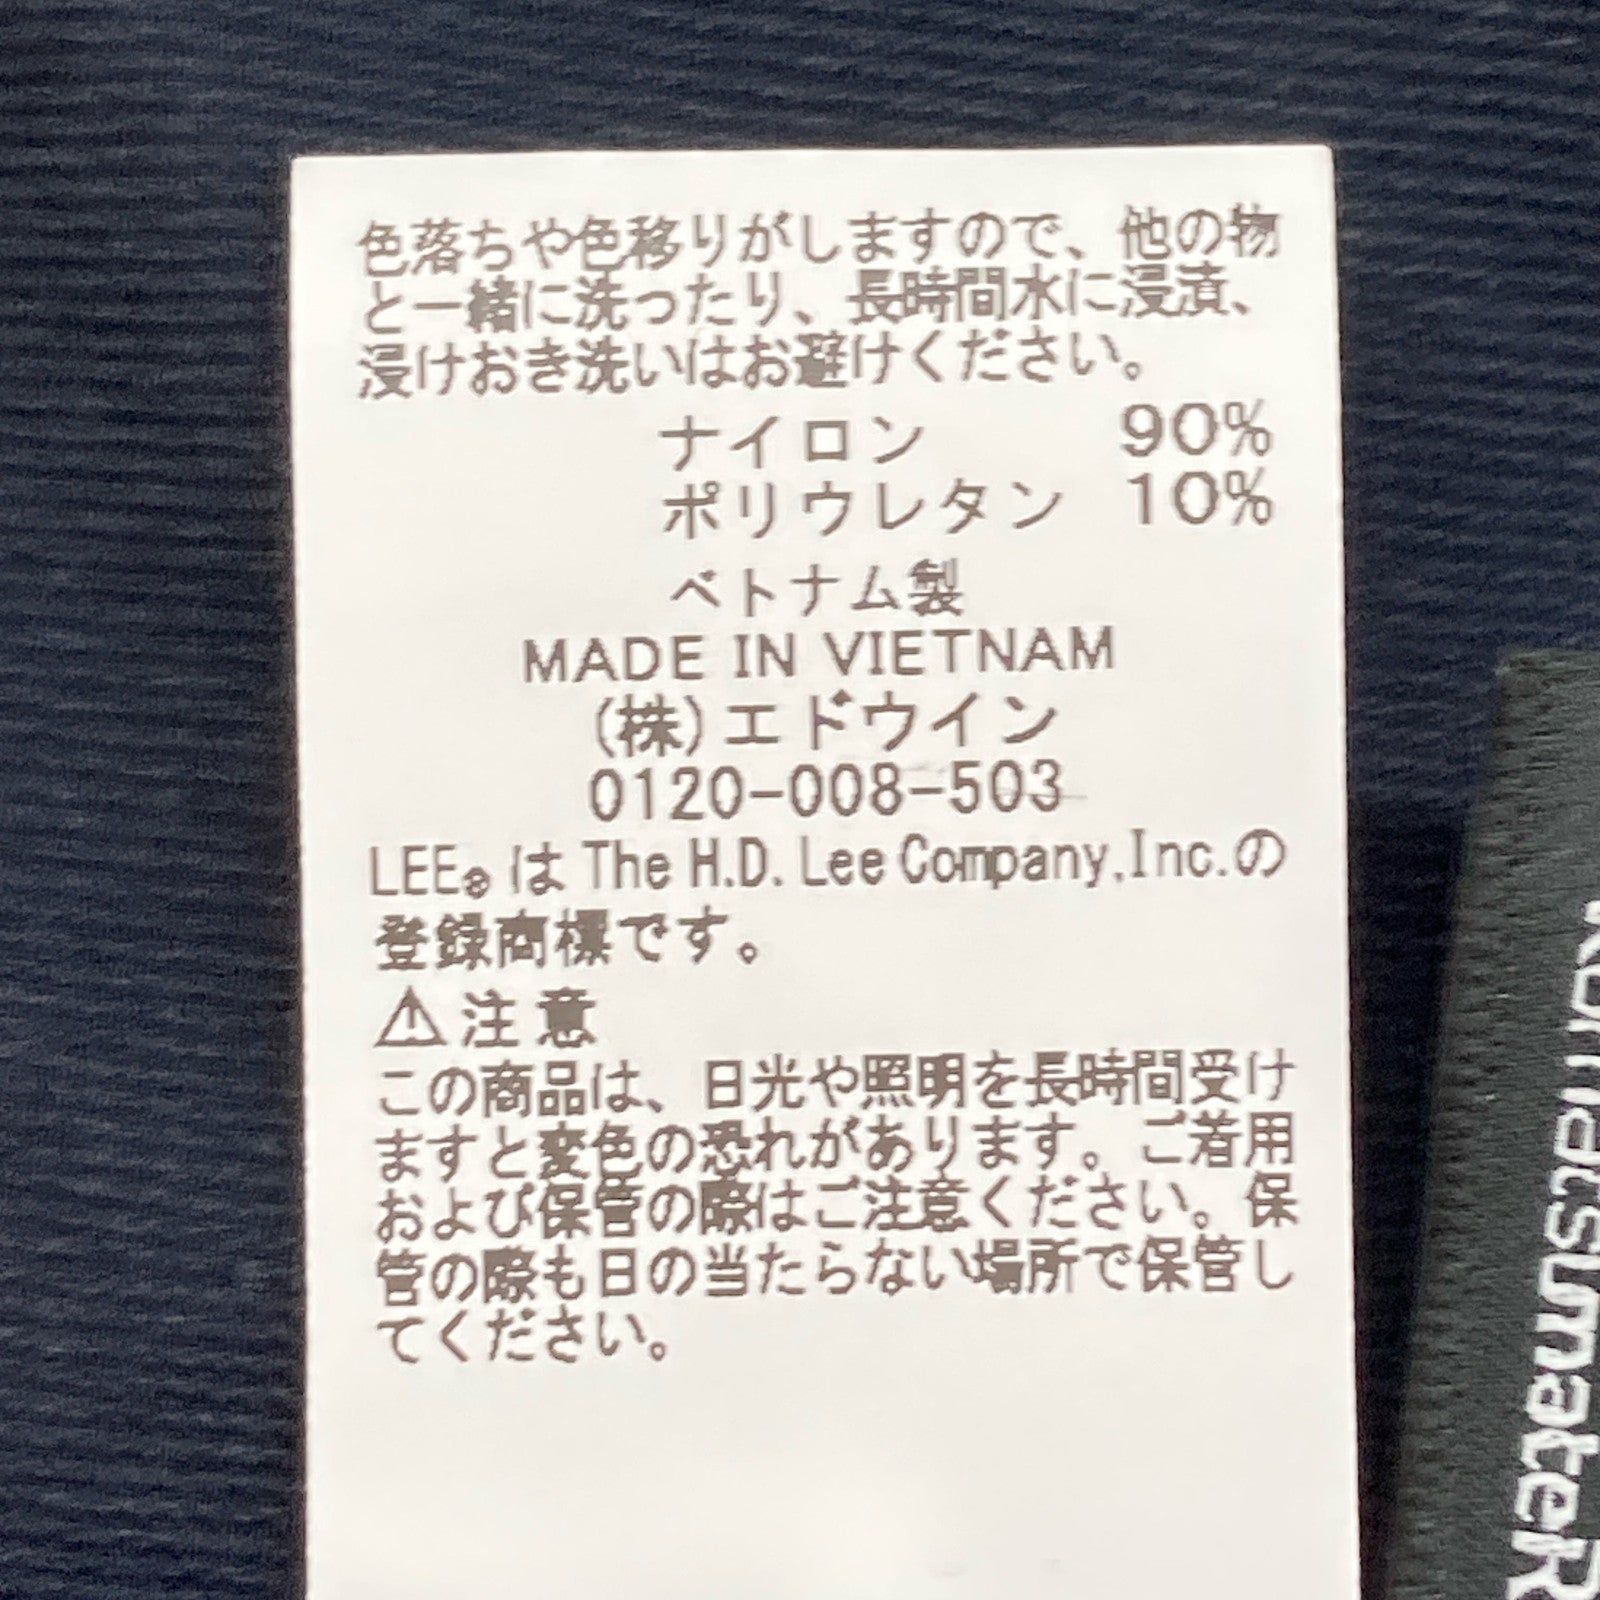 色落ちや色移りがしますので、他の物
と一緒に洗ったり、長時間水に浸漬、
浸けおき洗いはお避けください。
ナイロン 90%
ポリウレタン 10%
ベトナム製
MADE IN VIETNAM
(株)エドウイン
0120-008-503
LEE® は The H.D. Lee Company,Inc.の
登録商標です。
⚠注意
この商品は、日光や照明を長時間受け
ますと変色の恐れがあります。ご着用
および保管の際はご注意ください。保
管の際も日の当たらない場所で保管し
てください。